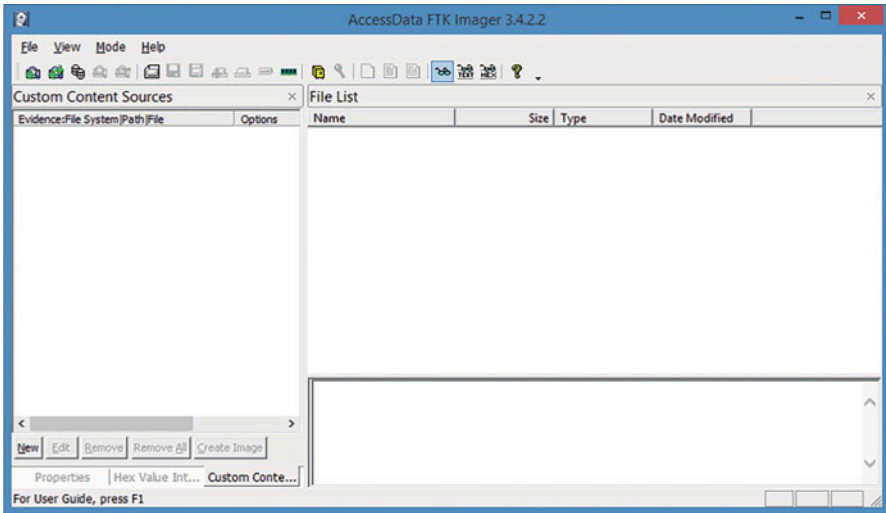 AccessData FTK Imager 3.4.2.2
File View Mode Help
Custom Content Sources
Evidence:File System|Path|File Options
File List
Name Size Type Date Modified
New Edit Remove Remove All Create Image
Properties Hex Value Int... Custom Conte...
For User Guide, press F1